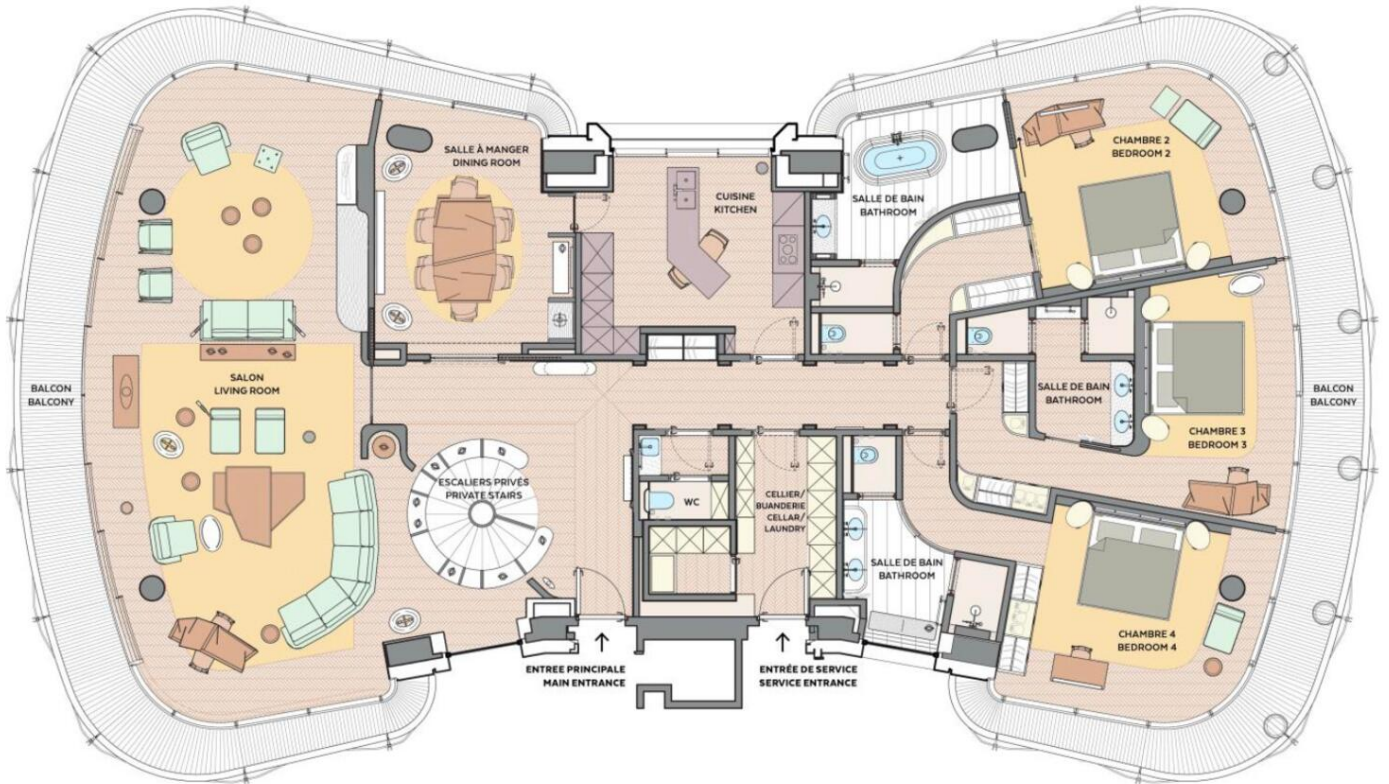 SALLE À MANGER
DINING ROOM
CUISINE
KITCHEN
SALLE DE BAIN
BATHROOM
CHAMBRE 2
BEDROOM 2
BALCON
BALCONY
SALON
LIVING ROOM
SALLE DE BAIN
BATHROOM
CHAMBRE 3
BEDROOM 3
BALCON
BALCONY
ESCALIERS PRIVÉS
PRIVATE STAIRS
WC
CELLIER/
BUANDERIE
CELLAR/
LAUNDRY
SALLE DE BAIN
BATHROOM
CHAMBRE 4
BEDROOM 4
ENTREE PRINCIPALE
MAIN ENTRANCE
ENTRÉE DE SERVICE
SERVICE ENTRANCE